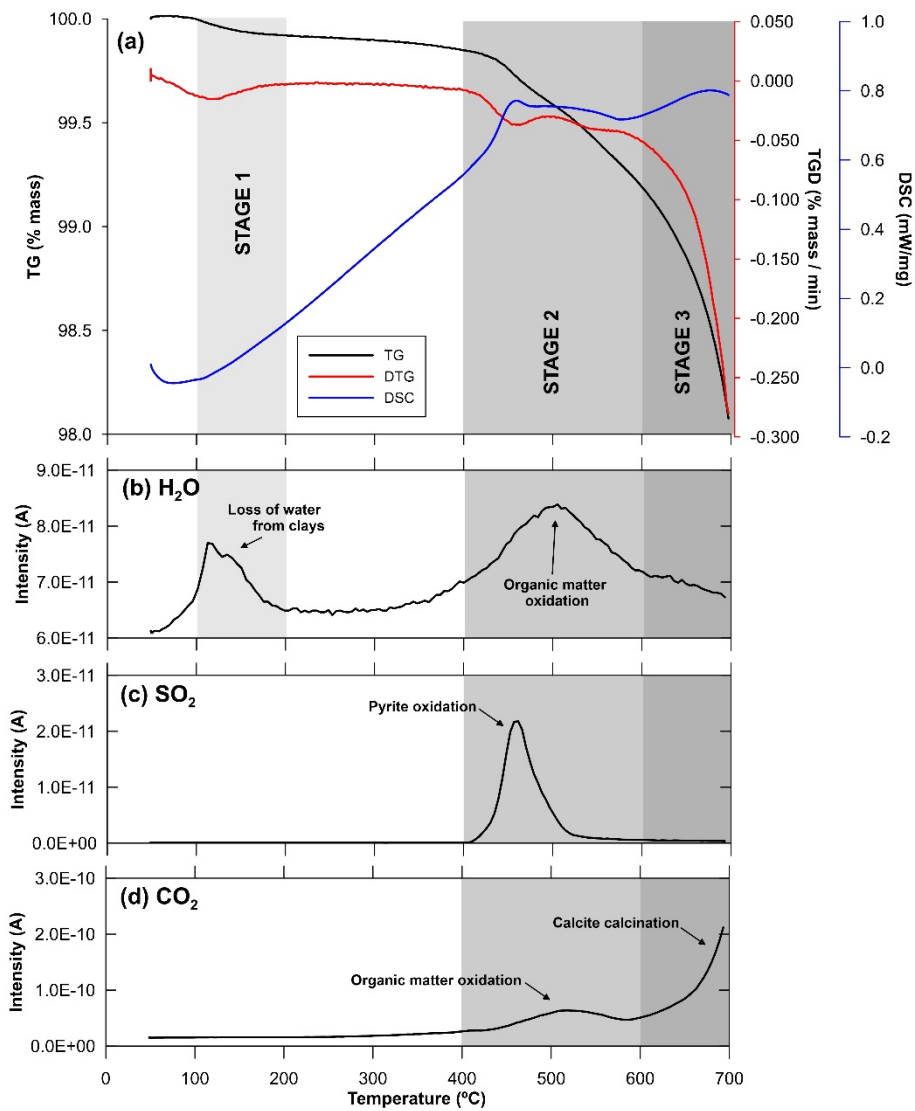 (a)
100.0
99.5
99.0
98.5
98.0
TG (% mass)
STAGE 1
STAGE 2
STAGE 3
TG
DTG
DSC
0.050
0.000
-0.050
-0.100
-0.150
-0.200
-0.250
-0.300
TGD (% mass / min)
1.0
0.8
0.6
0.4
0.2
0.0
-0.2
DSC (mW/mg)
(b) H₂O
9.0E-11
8.0E-11
7.0E-11
6.0E-11
Intensity (A)
Loss of water
from clays
Organic matter
oxidation
(c) SO₂
3.0E-11
2.0E-11
1.0E-11
0.0E+00
Intensity (A)
Pyrite oxidation
(d) CO₂
3.0E-10
2.0E-10
1.0E-10
0.0E+00
Intensity (A)
Organic matter oxidation
Calcite calcination
0 100 200 300 400 500 600 700
Temperature (ºC)